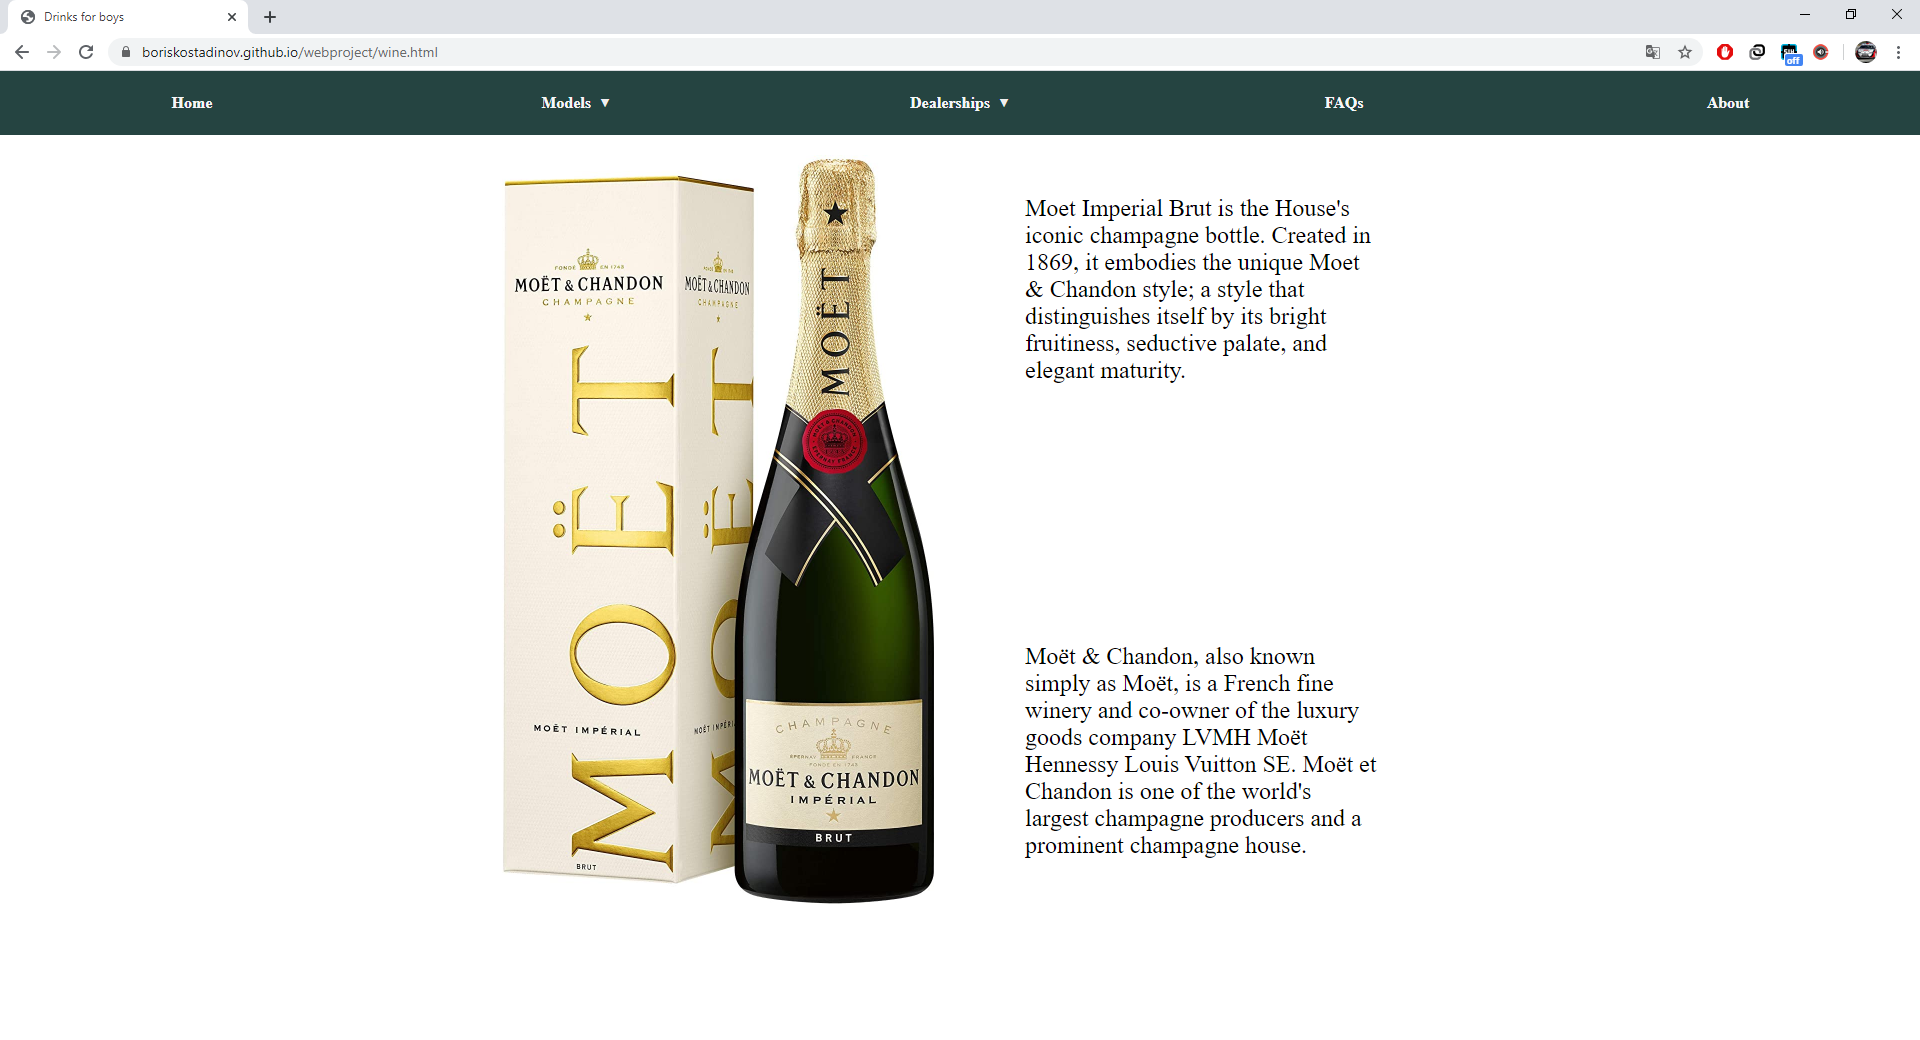 Drinks for boys
boriskostadinov.github.io/webproject/wine.html
off
Home
Models ▼
Dealerships ▼
FAQs
About
FONDÉ EN 1743
MOËT & CHANDON
CHAMPAGNE
MOËT
MOËT IMPÉRIAL
BRUT
MOËT & CHANDON
CHAMPAGNE
MOËT
MOËT IMPÉRI
MOËT
CHAMPAGNE
EPERNAY FRANCE
FONDÉ EN 1743
MOËT & CHANDON
IMPÉRIAL
BRUT
Moet Imperial Brut is the House's
iconic champagne bottle. Created in
1869, it embodies the unique Moet
& Chandon style; a style that
distinguishes itself by its bright
fruitiness, seductive palate, and
elegant maturity.
Moët & Chandon, also known
simply as Moët, is a French fine
winery and co-owner of the luxury
goods company LVMH Moët
Hennessy Louis Vuitton SE. Moët et
Chandon is one of the world's
largest champagne producers and a
prominent champagne house.